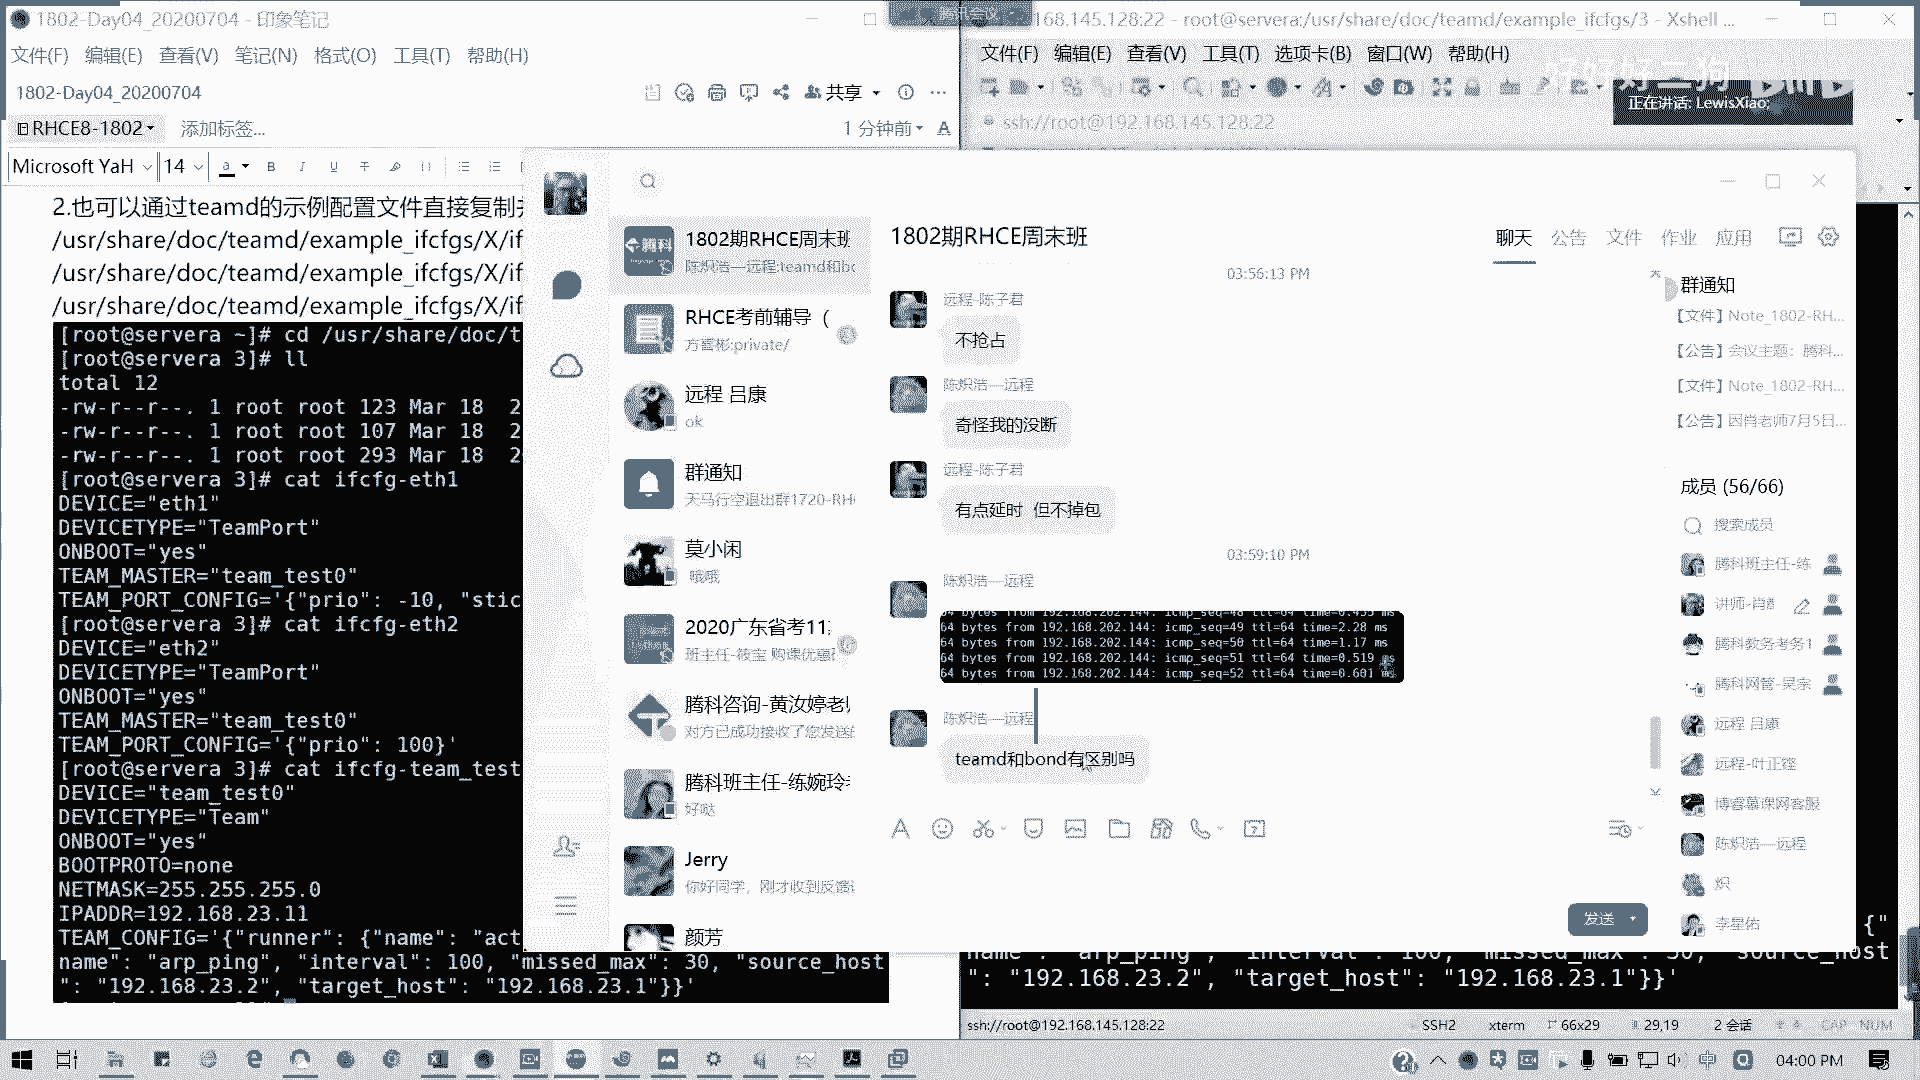 1802-Day04_20200704 - 印象笔记
文件(F) 编辑(E) 查看(V) 笔记(N) 格式(O) 工具(T) 帮助(H)
1802-Day04_20200704
共享
RHCE8-1802
添加标签...
1 分钟前
Microsoft YaH
14
2.也可以通过teamd的示例配置文件直接复制
/usr/share/doc/teamd/example_ifcfgs/X/if
/usr/share/doc/teamd/example_ifcfgs/X/if
/usr/share/doc/teamd/example_ifcfgs/X/if
[root@servera ~]# cd /usr/share/doc/t
[root@servera 3]# ll
total 12
-rw-r--r--. 1 root root 123 Mar 18 2
-rw-r--r--. 1 root root 107 Mar 18 2
-rw-r--r--. 1 root root 293 Mar 18 2
[root@servera 3]# cat ifcfg-eth1
DEVICE="eth1"
DEVICETYPE="TeamPort"
ONBOOT="yes"
TEAM_MASTER="team_test0"
TEAM_PORT_CONFIG='{"prio": -10, "stic
[root@servera 3]# cat ifcfg-eth2
DEVICE="eth2"
DEVICETYPE="TeamPort"
ONBOOT="yes"
TEAM_MASTER="team_test0"
TEAM_PORT_CONFIG='{"prio": 100}'
[root@servera 3]# cat ifcfg-team_test
DEVICE="team_test0"
DEVICETYPE="Team"
ONBOOT="yes"
BOOTPROTO=none
NETMASK=255.255.255.0
IPADDR=192.168.23.11
TEAM_CONFIG='{"runner": {"name": "act
name": "arp_ping", "interval": 100, "missed_max": 30, "source_host
": "192.168.23.2", "target_host": "192.168.23.1"}}'
腾讯会议
168.145.128:22 - root@servera:/usr/share/doc/teamd/example_ifcfgs/3 - Xshell ...
文件(F) 编辑(E) 查看(V) 工具(T) 选项卡(B) 窗口(W) 帮助(H)
正在讲话: LewisXiao;
ssh://root@192.168.145.128:22
1802期RHCE周末班
陈炽浩—远程:teamd和bo
RHCE考前辅导（
private/
远程 吕康
ok
群通知
天马行空退出群1720-RH
莫小闲
哦哦
2020广东省考11
班主任-筱宝 购课优惠
腾科咨询-黄汝婷老
对方已成功接收了您发送的
腾科班主任-练婉玲
好哒
Jerry
你好同学，刚才收到反馈
颜芳
1802期RHCE周末班
聊天 公告 文件 作业 应用
03:56:13 PM
远程-陈子君
不抢占
陈炽浩—远程
奇怪我的没断
远程-陈子君
有点延时 但不掉包
03:59:10 PM
陈炽浩—远程
64 bytes from 192.168.202.144: icmp_seq=48 ttl=64 time=0.455 ms
64 bytes from 192.168.202.144: icmp_seq=49 ttl=64 time=2.28 ms
64 bytes from 192.168.202.144: icmp_seq=50 ttl=64 time=1.17 ms
64 bytes from 192.168.202.144: icmp_seq=51 ttl=64 time=0.519 ms
64 bytes from 192.168.202.144: icmp_seq=52 ttl=64 time=0.601 ms
陈炽浩—远程
teamd和bond有区别吗
发送
群通知
【文件】Note_1802-RH...
【公告】会议主题：腾科...
【文件】Note_1802-RH...
【公告】因肖老师7月5日...
成员 (56/66)
搜索成员
腾科班主任-练
讲师-肖
腾科教务考务1
腾科网管-吴宗
远程 吕康
远程-叶正铿
博睿慕课网客服
陈炽浩—远程
炽
李星佑
{"
name": "arp_ping", "interval": 100, "missed_max": 30, "source_host
": "192.168.23.2", "target_host": "192.168.23.1"}}'
ssh://root@192.168.145.128:22
SSH2 xterm 66x29 29,19 2 会话 CAP NUM
中
04:00 PM